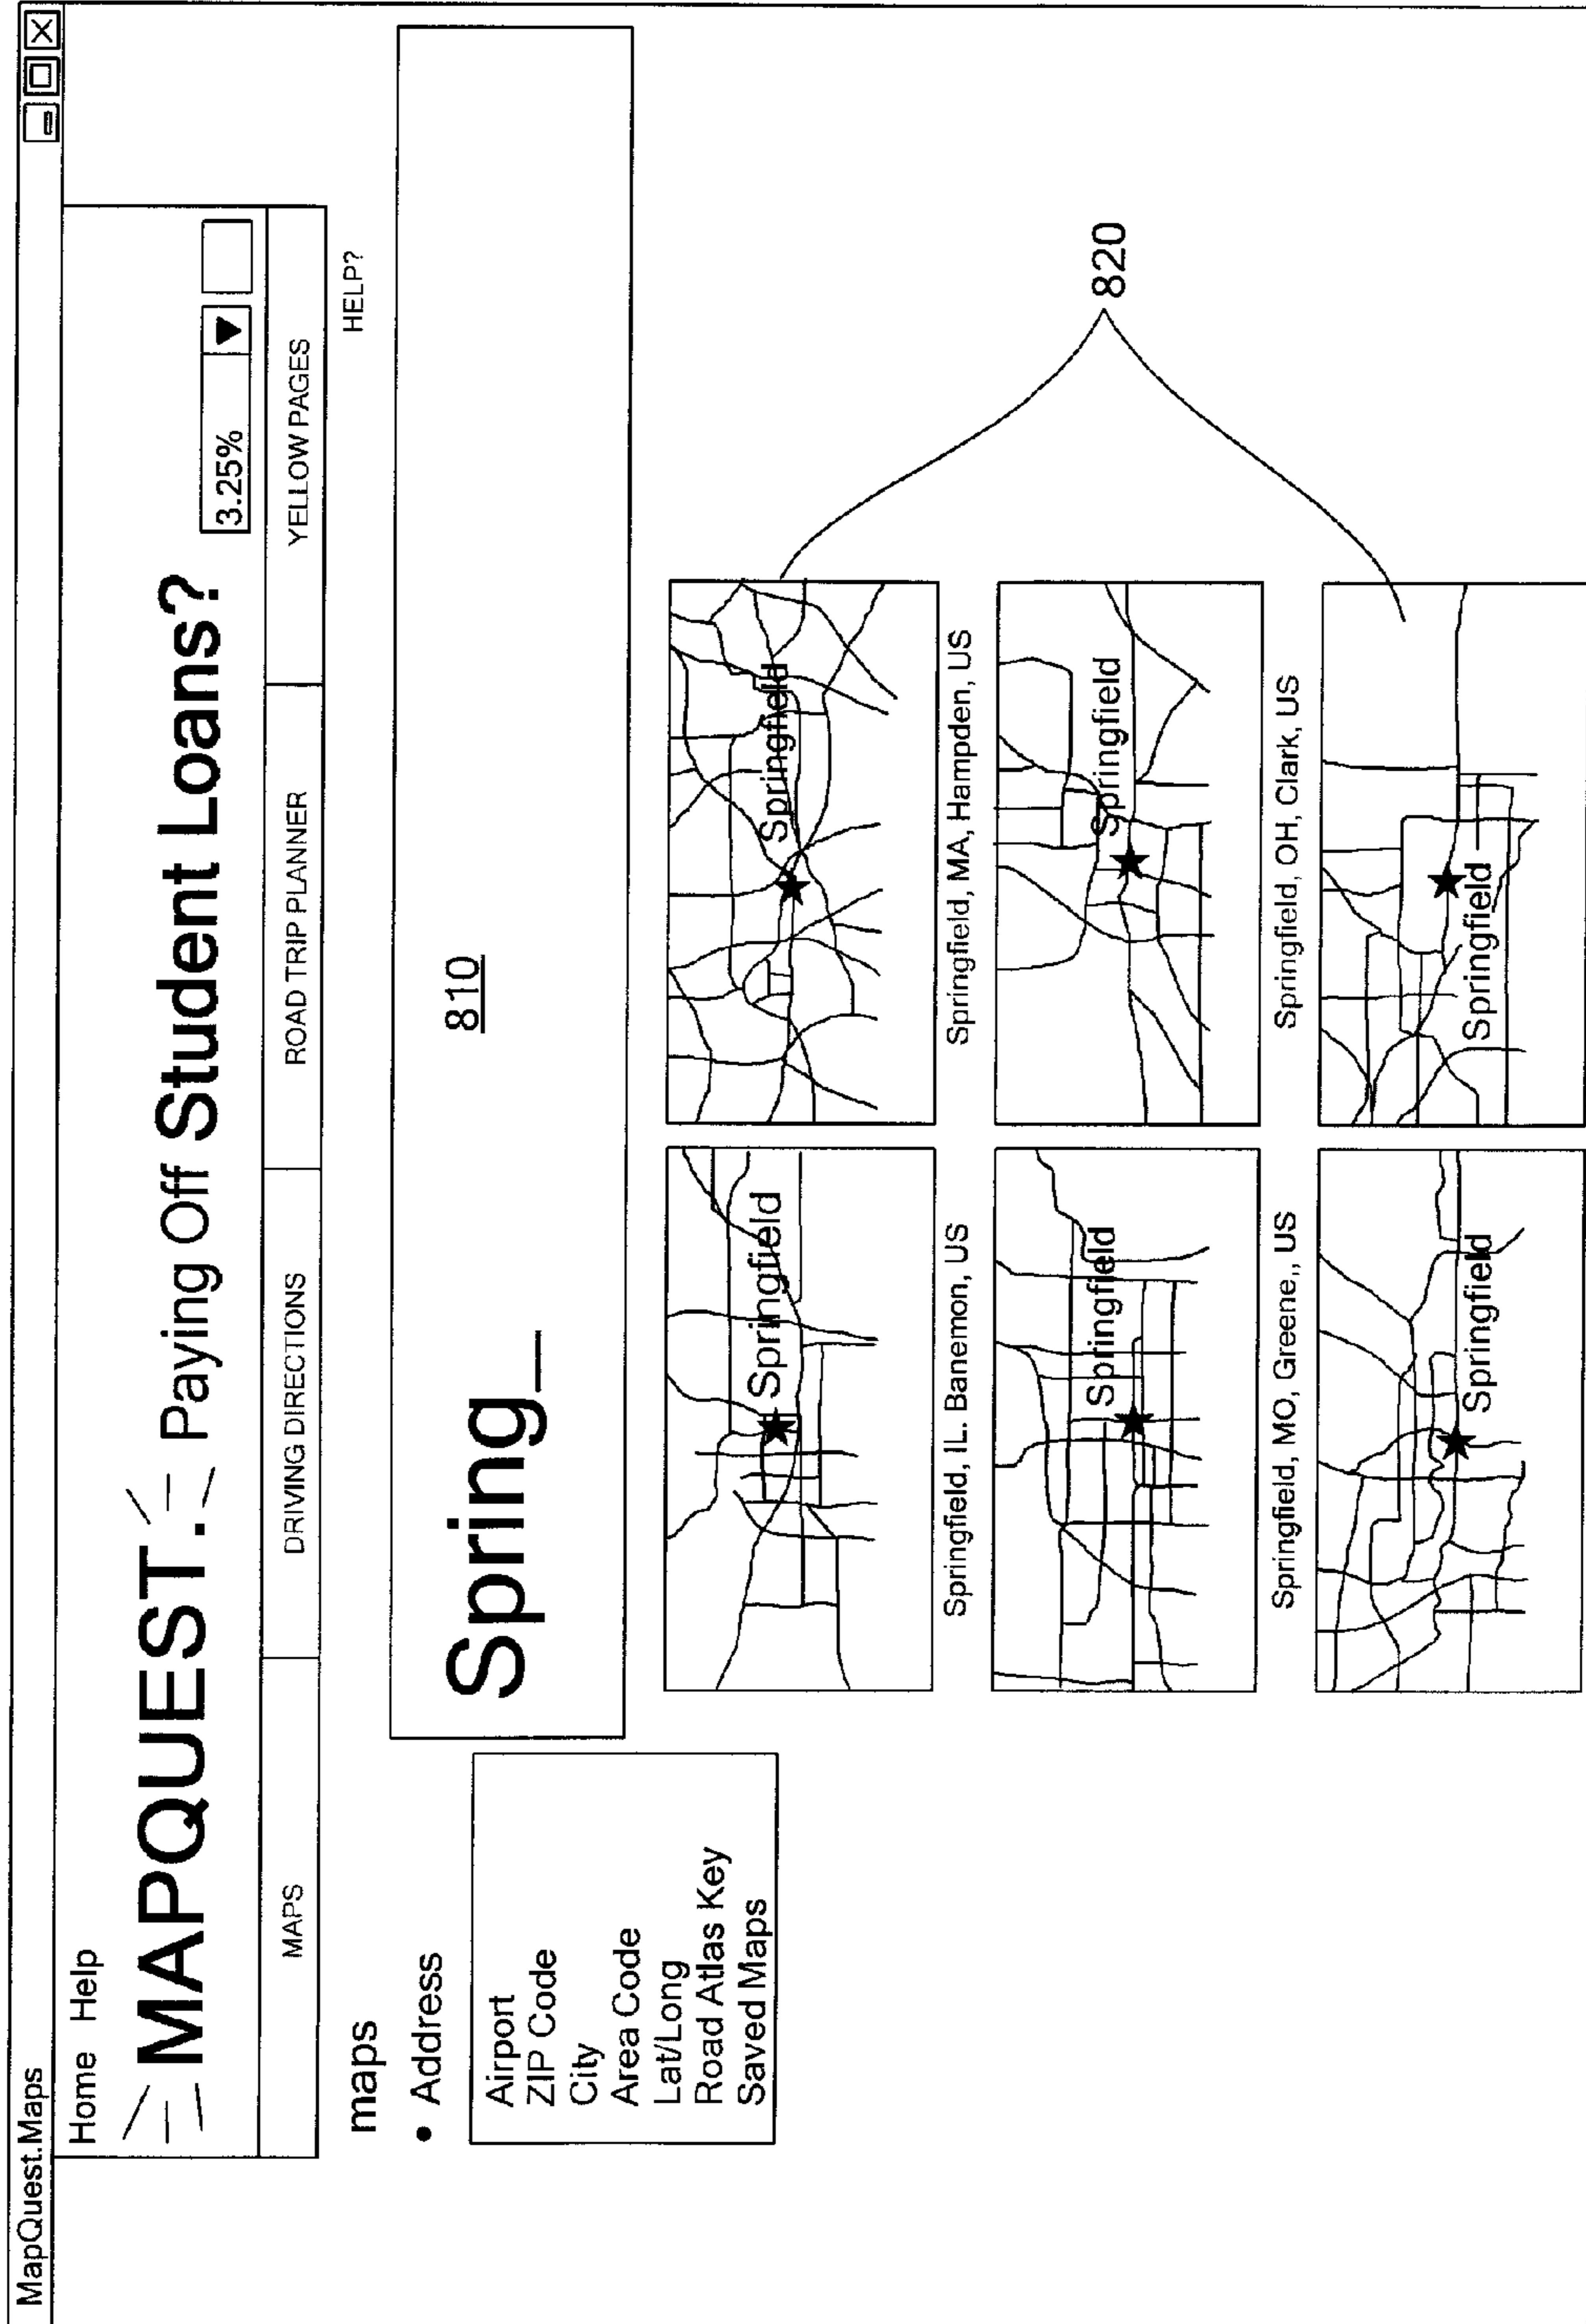 MapQuest.Maps
Home Help
MAPQUEST. Paying Off Student Loans?
3.25%
MAPS DRIVING DIRECTIONS ROAD TRIP PLANNER YELLOW PAGES
maps
HELP?
• Address
Airport
ZIP Code
City
Area Code
Lat/Long
Road Atlas Key
Saved Maps
Spring_
810
Springfield
Springfield
820
Springfield, IL. Banemon, US
Springfield, MA, Hampden, US
Springfield
Springfield
Springfield, MO, Greene,, US
Springfield, OH, Clark, US
Springfield
Springfield